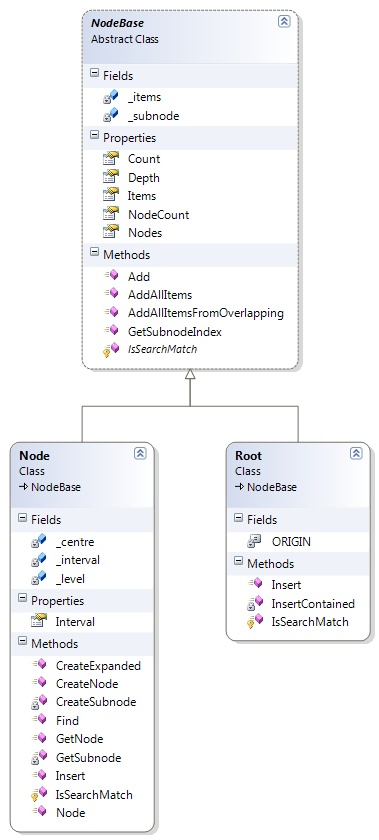 NodeBase
Abstract Class
Fields
_items
_subnode
Properties
Count
Depth
Items
NodeCount
Nodes
Methods
Add
AddAllItems
AddAllItemsFromOverlapping
GetSubnodeIndex
IsSearchMatch
Node
Class
NodeBase
Fields
_centre
_interval
_level
Properties
Interval
Methods
CreateExpanded
CreateNode
CreateSubnode
Find
GetNode
GetSubnode
Insert
IsSearchMatch
Node
Root
Class
NodeBase
Fields
ORIGIN
Methods
Insert
InsertContained
IsSearchMatch